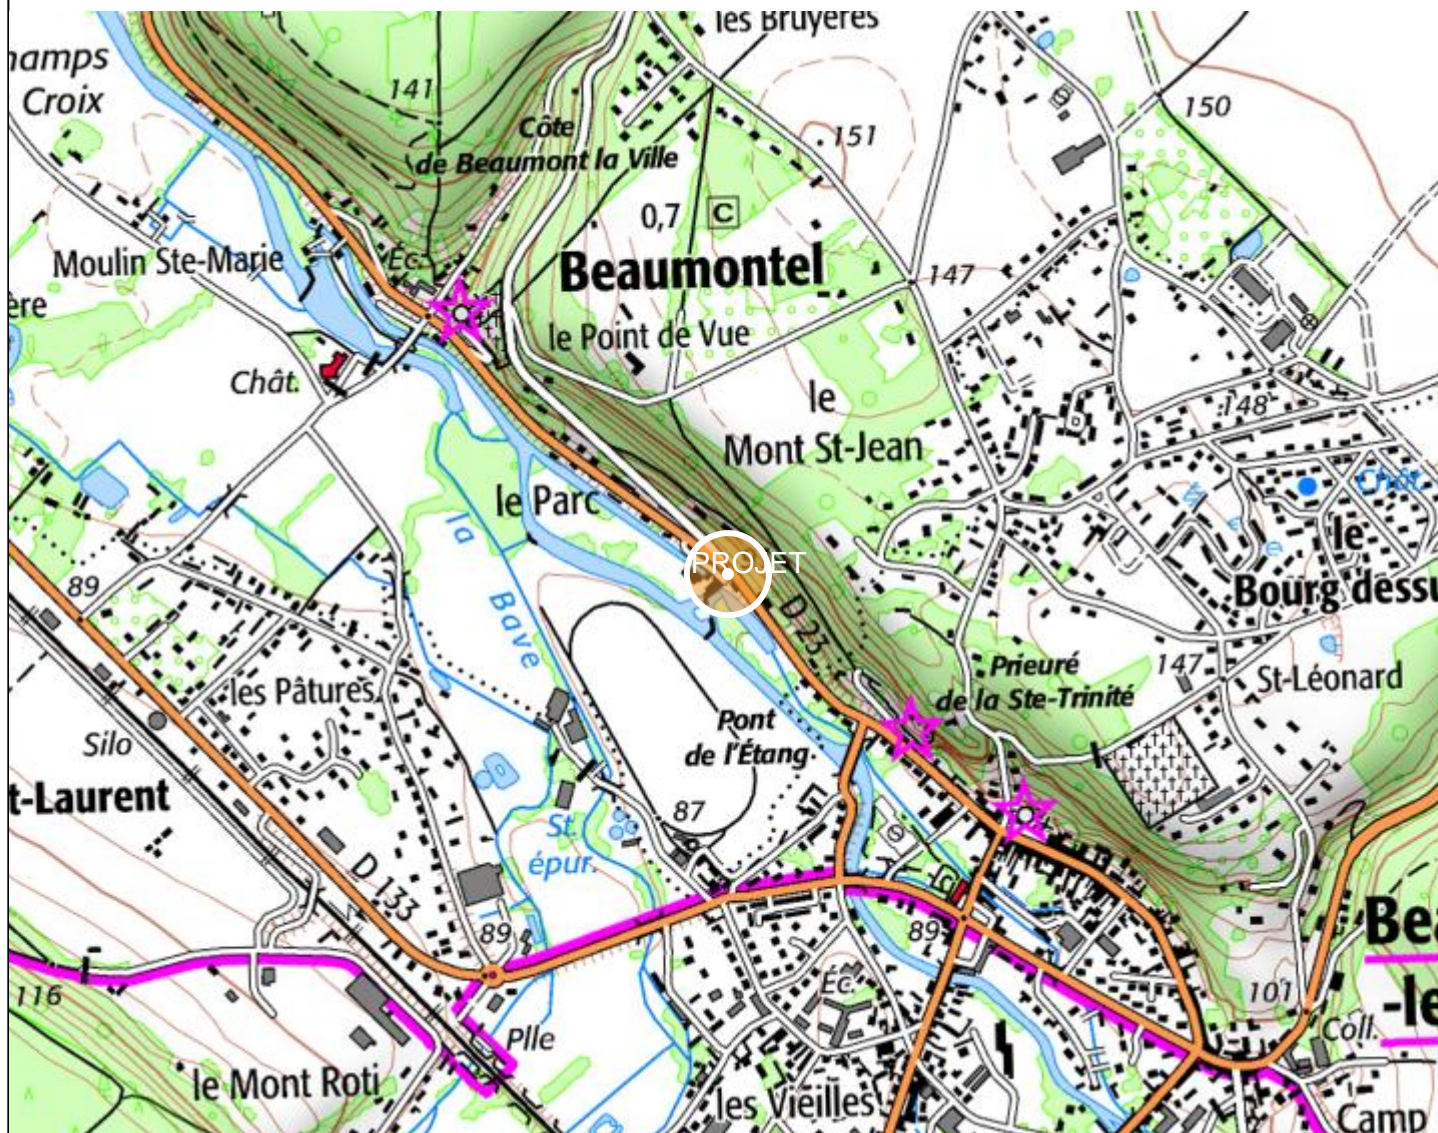 les Bruyères
hamps
Croix
141
Côte
de Beaumont la Ville
151
150
0,7 C
Moulin Ste-Marie
Éc.
Beaumontel
147
ère
le Point de Vue
Chât.
le
Mont St-Jean
148
Chât.
le Parc
la
Bave
PROJET
le
Bourg dessu
89
D 23
Prieuré
de la Ste-Trinité
147
St-Léonard
les Pâtures
Silo
Pont
de l'Étang
t-Laurent
87
St.
épur.
D 133
89
89
Bea
-le
116
Éc.
101
Coll.
Plle
le Mont Roti
les Vieilles
Camp